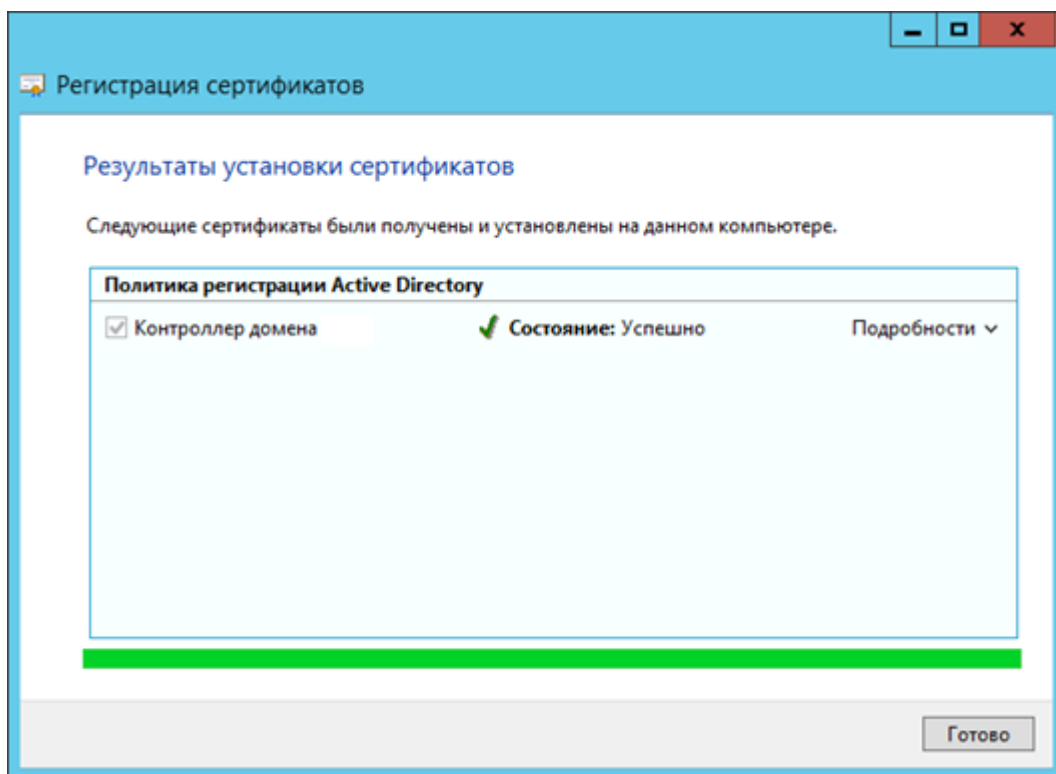 Регистрация сертификатов
Результаты установки сертификатов
Следующие сертификаты были получены и установлены на данном компьютере.
Политика регистрации Active Directory
Контроллер домена Состояние: Успешно Подробности
Готово